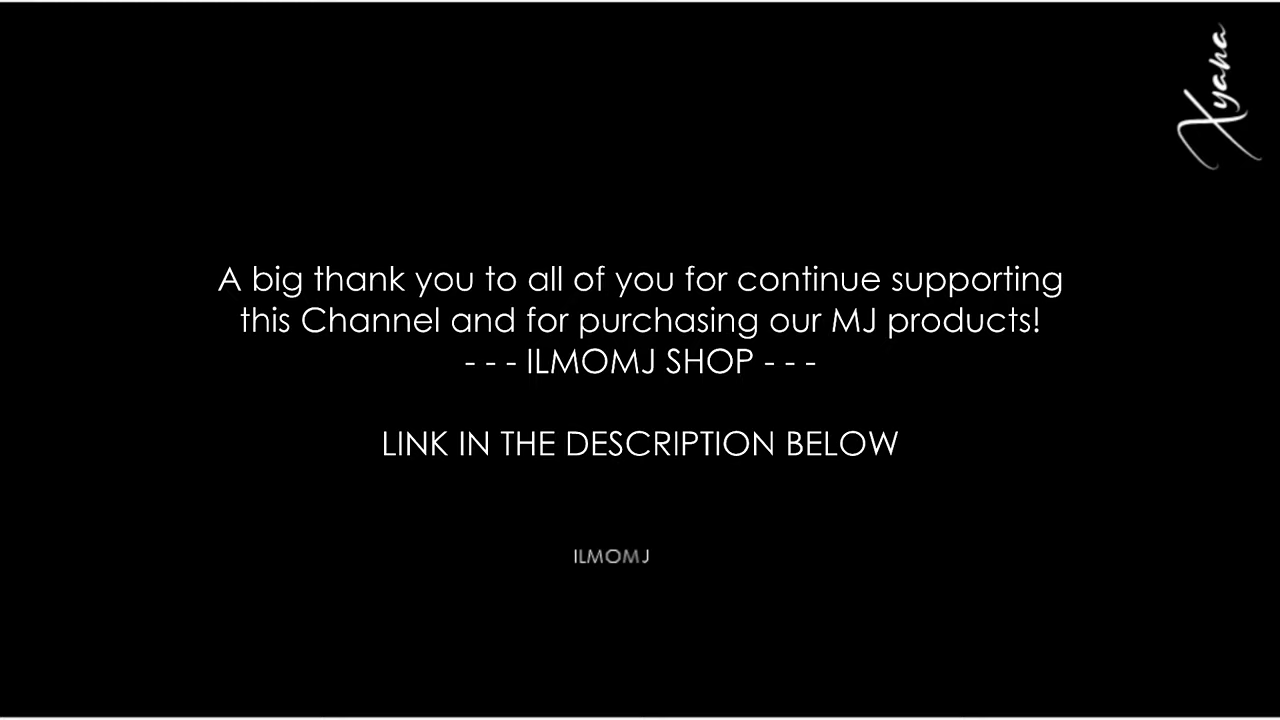 Xyana
A big thank you to all of you for continue supporting
this Channel and for purchasing our MJ products!
- - - ILMOMJ SHOP - - -
LINK IN THE DESCRIPTION BELOW
ILMOMJ